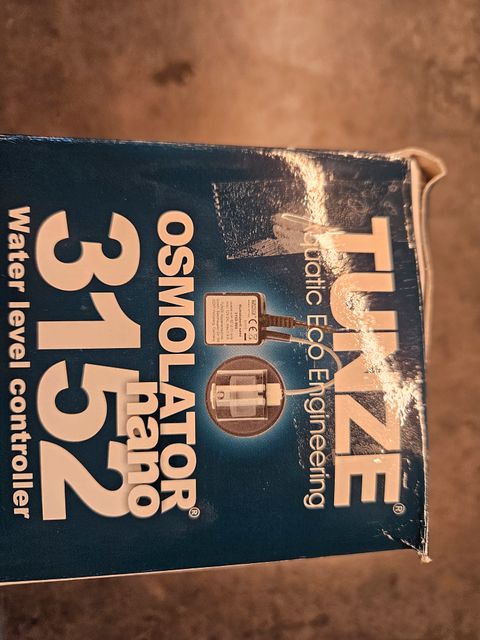 TUNZE®
Aquatic Eco Engineering
OSMOLATOR®
nano
3152
Water level controller